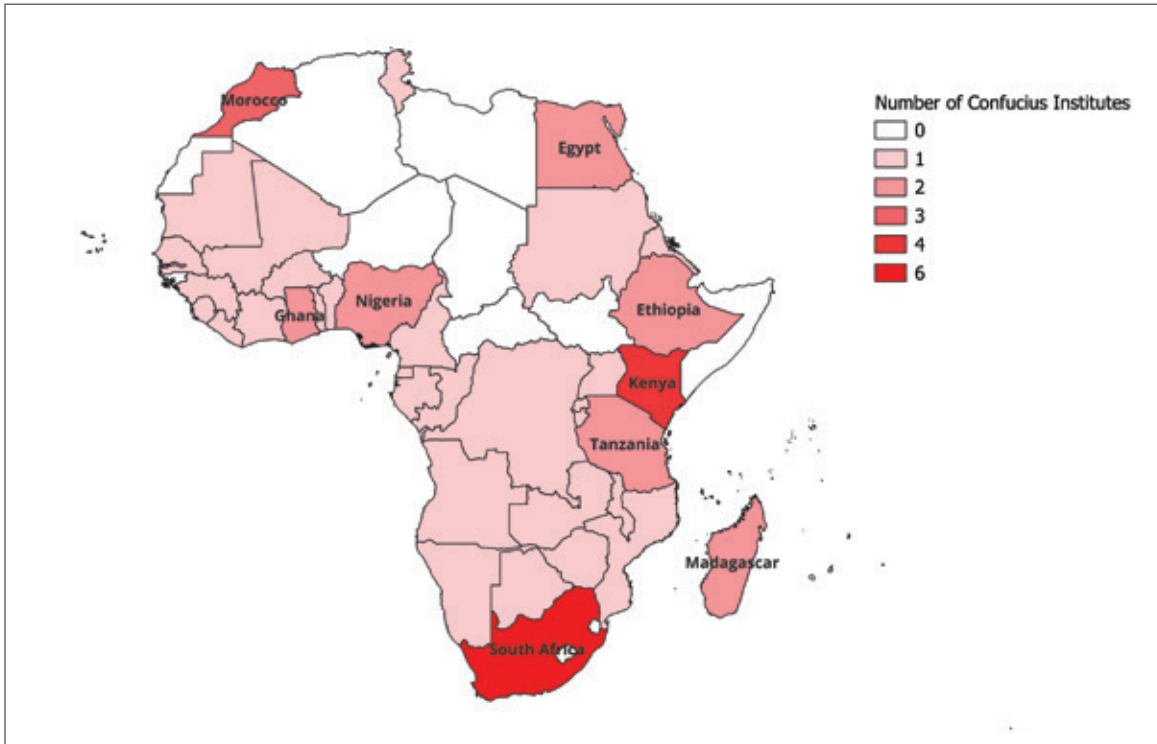 Number of Confucius Institutes
0
1
2
3
4
6
Morocco
Egypt
Nigeria
Ghana
Ethiopia
Kenya
Tanzania
Madagascar
South Africa